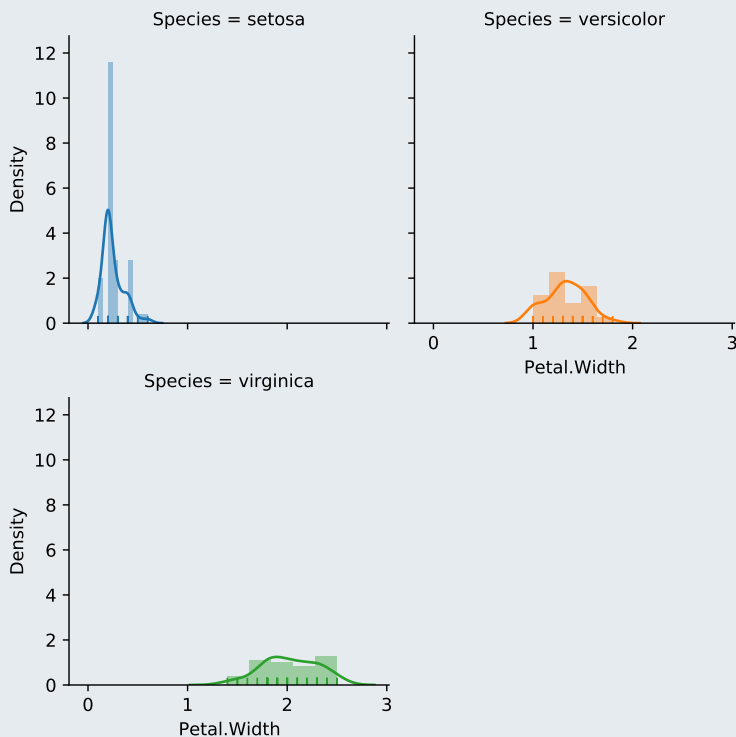 Species = setosa
Species = versicolor
12
10
8
6
4
2
0
Density
0 1 2 3
Petal.Width
Species = virginica
12
10
8
6
4
2
0
Density
0 1 2 3
Petal.Width